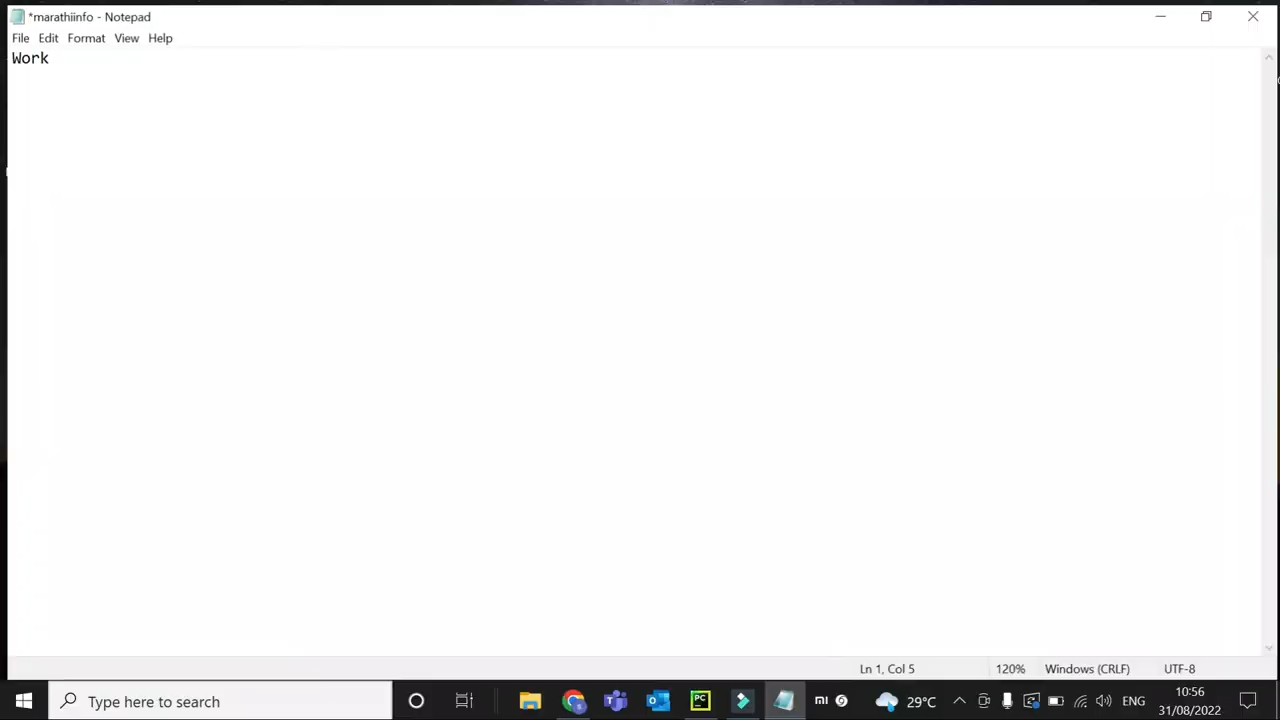 *marathiinfo - Notepad
File Edit Format View Help
Work
Ln 1, Col 5 120% Windows (CRLF) UTF-8
Type here to search PC 29°C ENG 10:56
31/08/2022